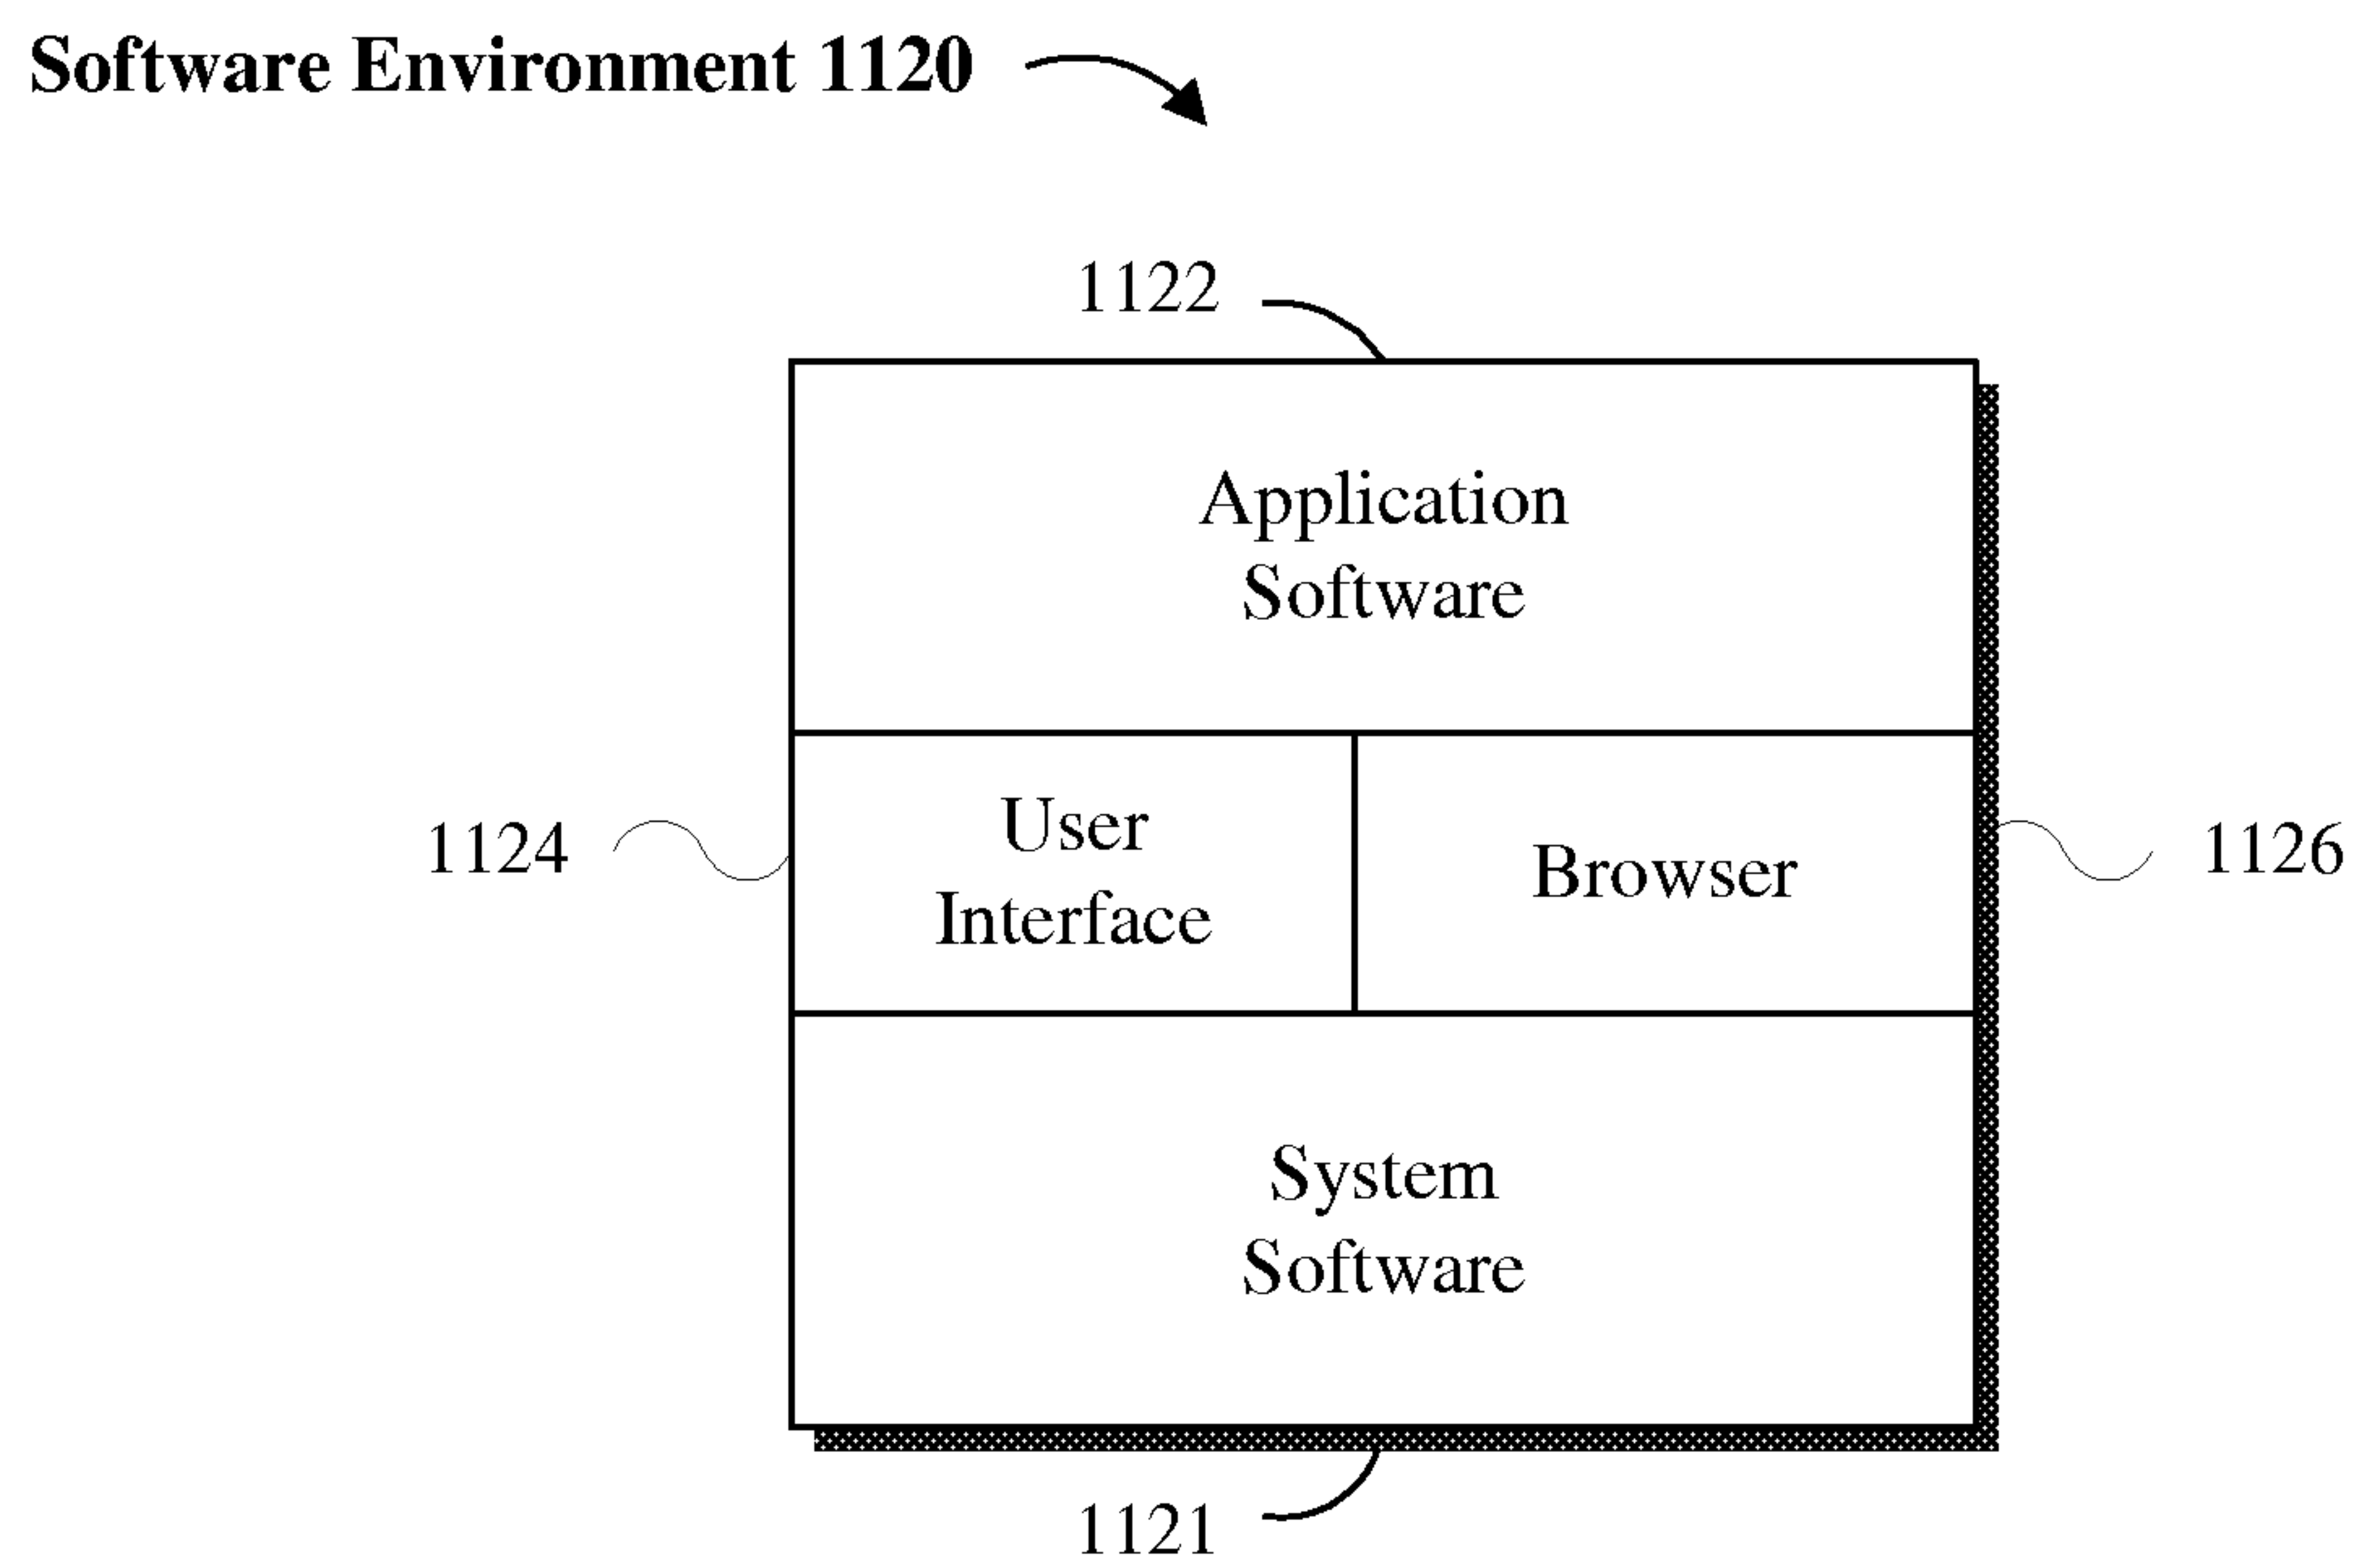 Software Environment 1120
1122
Application
Software
1124
User
Interface
Browser
1126
System
Software
1121